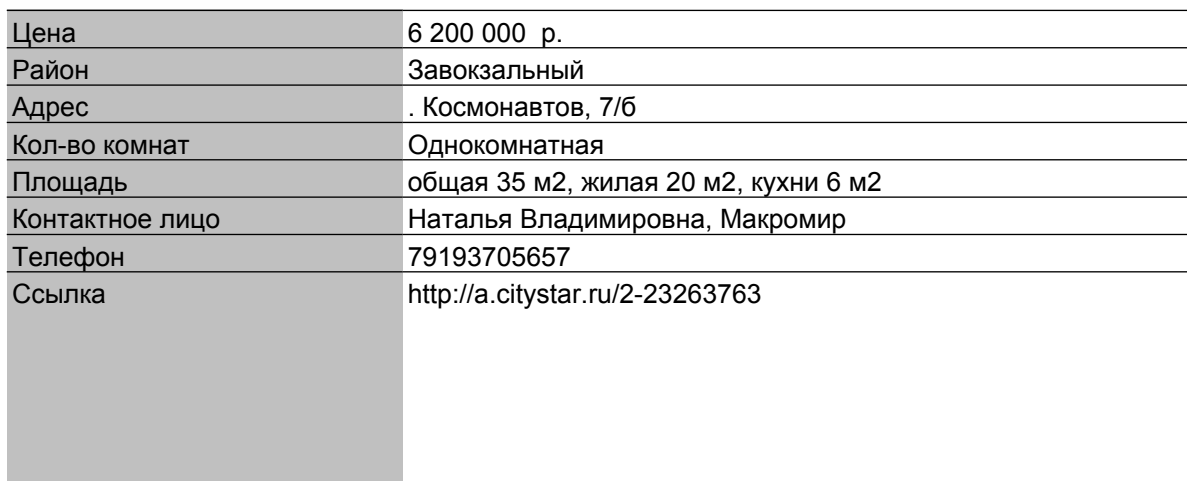 Цена 6 200 000 р.
Район Завокзальный
Адрес . Космонавтов, 7/б
Кол-во комнат Однокомнатная
Площадь общая 35 м2, жилая 20 м2, кухни 6 м2
Контактное лицо Наталья Владимировна, Макромир
Телефон 79193705657
Ссылка http://a.citystar.ru/2-23263763